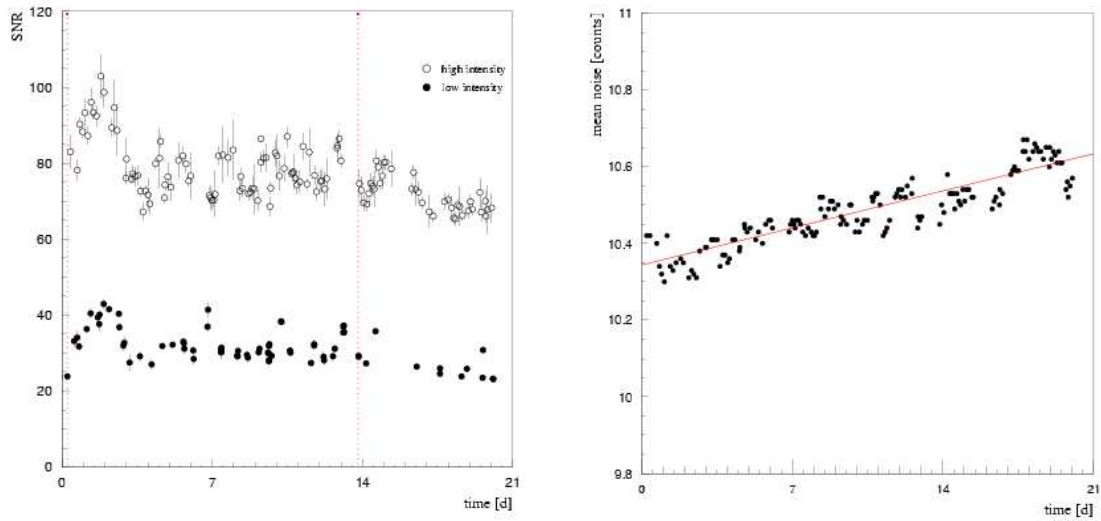 SNR
120
100
80
60
40
20
0
0 7 14 21
time [d]
high intensity
low intensity
mean noise [counts]
11
10.8
10.6
10.4
10.2
10
9.8
0 7 14 21
time [d]